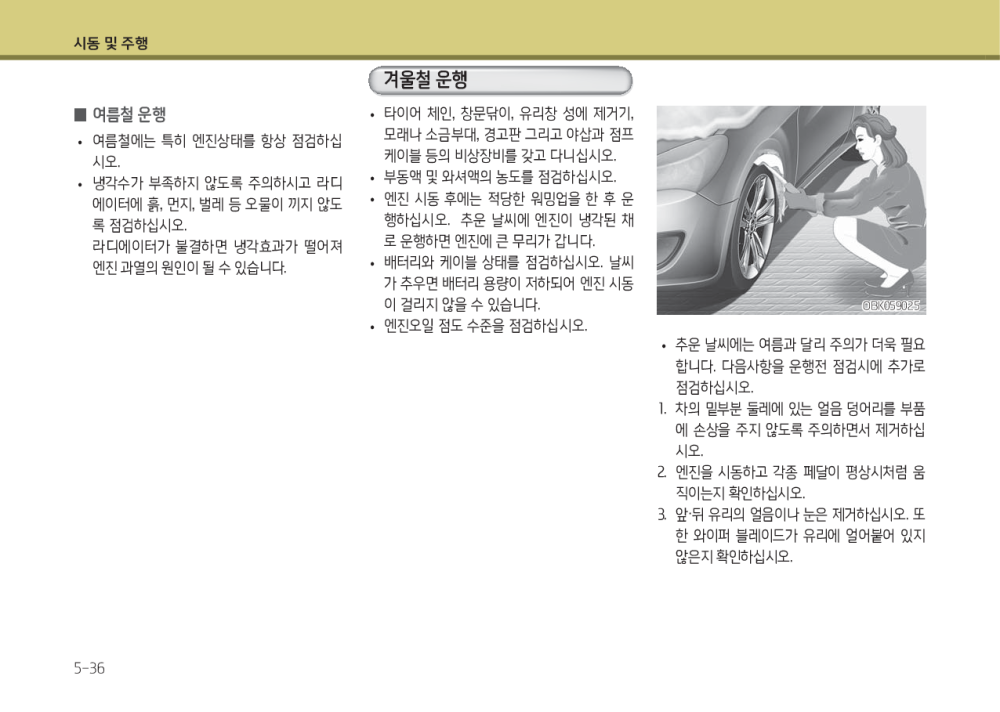 시동 및 주행
■ 여름철 운행
• 여름철에는 특히 엔진상태를 항상 점검하십
시오.
• 냉각수가 부족하지 않도록 주의하시고 라디
에이터에 흙, 먼지, 벌레 등 오물이 끼지 않도
록 점검하십시오.
라디에이터가 불결하면 냉각효과가 떨어져
엔진 과열의 원인이 될 수 있습니다.
겨울철 운행
• 타이어 체인, 창문닦이, 유리창 성에 제거기,
모래나 소금부대, 경고판 그리고 야삽과 점프
케이블 등의 비상장비를 갖고 다니십시오.
• 부동액 및 와셔액의 농도를 점검하십시오.
• 엔진 시동 후에는 적당한 워밍업을 한 후 운
행하십시오. 추운 날씨에 엔진이 냉각된 채
로 운행하면 엔진에 큰 무리가 갑니다.
• 배터리와 케이블 상태를 점검하십시오. 날씨
가 추우면 배터리 용량이 저하되어 엔진 시동
이 걸리지 않을 수 있습니다.
• 엔진오일 점도 수준을 점검하십시오.
OBK059025
• 추운 날씨에는 여름과 달리 주의가 더욱 필요
합니다. 다음사항을 운행전 점검시에 추가로
점검하십시오.
1. 차의 밑부분 둘레에 있는 얼음 덩어리를 부품
에 손상을 주지 않도록 주의하면서 제거하십
시오.
2. 엔진을 시동하고 각종 페달이 평상시처럼 움
직이는지 확인하십시오.
3. 앞·뒤 유리의 얼음이나 눈은 제거하십시오. 또
한 와이퍼 블레이드가 유리에 얼어붙어 있지
않은지 확인하십시오.
5-36